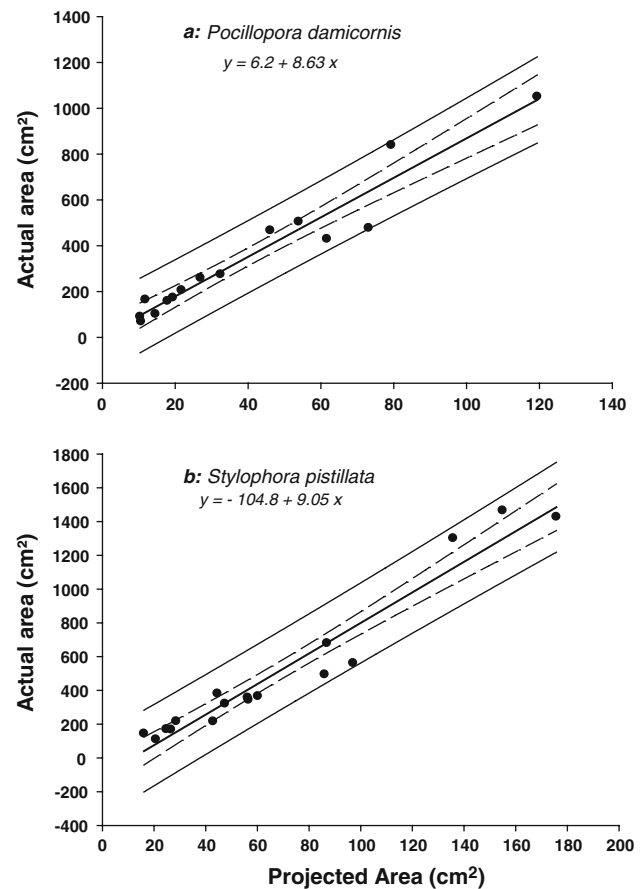 a: Pocillopora damicornis
y = 6.2 + 8.63 x
Actual area (cm²)
1400
1200
1000
800
600
400
200
0
-200
0 20 40 60 80 100 120 140
b: Stylophora pistillata
y = - 104.8 + 9.05 x
Actual area (cm²)
1800
1600
1400
1200
1000
800
600
400
200
0
-200
-400
0 20 40 60 80 100 120 140 160 180 200
Projected Area (cm²)